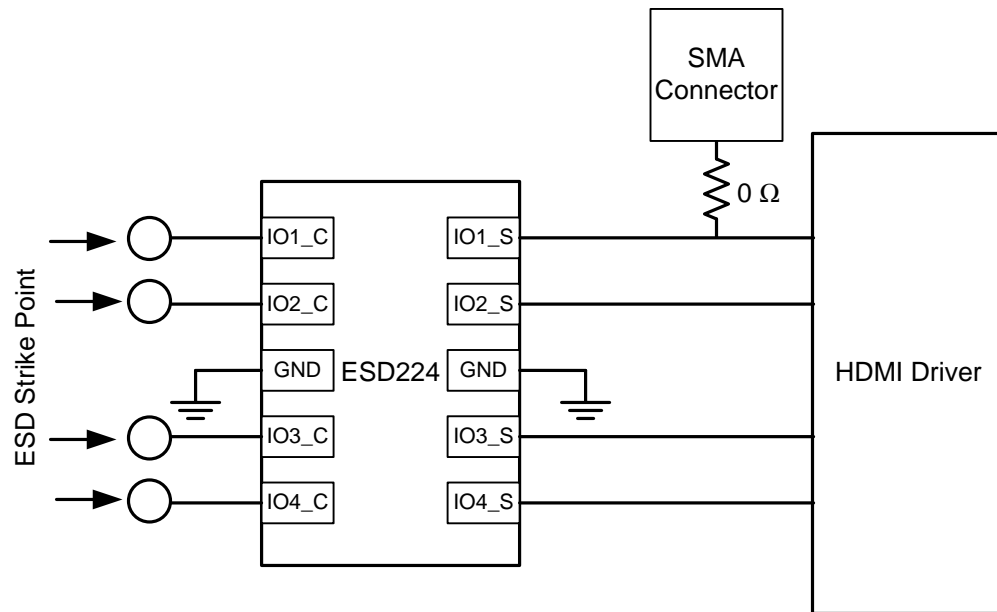 SMA
Connector
0 Ω
ESD Strike Point
IO1_C
IO1_S
IO2_C
IO2_S
GND
ESD224
GND
HDMI Driver
IO3_C
IO3_S
IO4_C
IO4_S